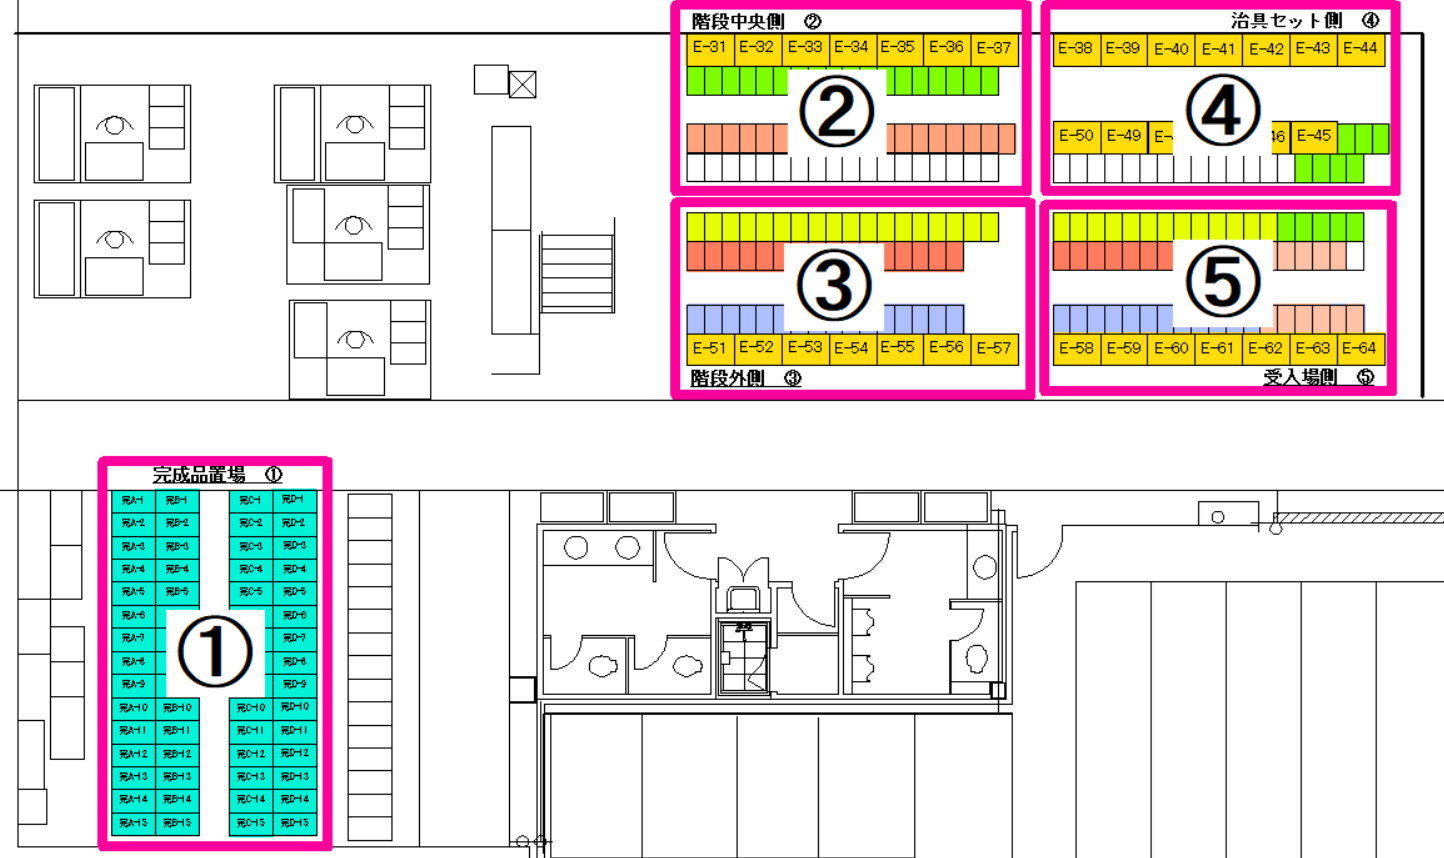 階段中央側 ②
E-31 E-32 E-33 E-34 E-35 E-36 E-37
②
治具セット側 ④
E-38 E-39 E-40 E-41 E-42 E-43 E-44
④
E-50 E-49 E- 46 E-45
③
E-51 E-52 E-53 E-54 E-55 E-56 E-57
階段外側 ③
⑤
E-58 E-59 E-60 E-61 E-62 E-63 E-64
受入場側 ⑤
完成品置場 ①
完A-1 完B-1 完C-1 完D-1
完A-2 完B-2 完C-2 完D-2
完A-3 完B-3 完C-3 完D-3
完A-4 完B-4 完C-4 完D-4
完A-5 完B-5 完C-5 完D-5
完A-6 完D-6
完A-7 完D-7
①
完A-8 完D-8
完A-9 完D-9
完A-10 完B-10 完C-10 完D-10
完A-11 完B-11 完C-11 完D-11
完A-12 完B-12 完C-12 完D-12
完A-13 完B-13 完C-13 完D-13
完A-14 完B-14 完C-14 完D-14
完A-15 完B-15 完C-15 完D-15